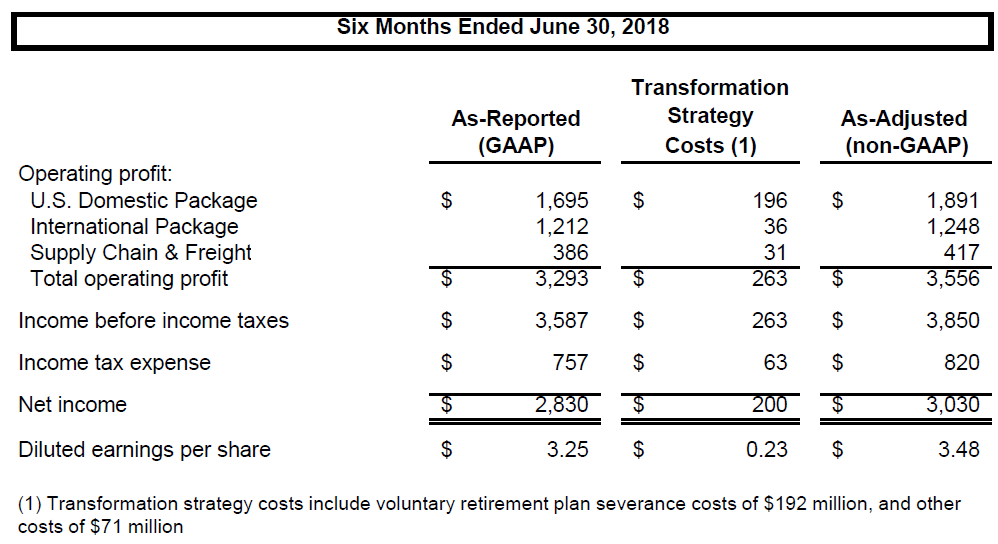 Six Months Ended June 30, 2018
Transformation
As-Reported Strategy As-Adjusted
(GAAP) Costs (1) (non-GAAP)
Operating profit:
U.S. Domestic Package $ 1,695 $ 196 $ 1,891
International Package 1,212 36 1,248
Supply Chain & Freight 386 31 417
Total operating profit $ 3,293 $ 263 $ 3,556
Income before income taxes $ 3,587 $ 263 $ 3,850
Income tax expense $ 757 $ 63 $ 820
Net income $ 2,830 $ 200 $ 3,030
Diluted earnings per share $ 3.25 $ 0.23 $ 3.48
(1) Transformation strategy costs include voluntary retirement plan severance costs of $192 million, and other
costs of $71 million